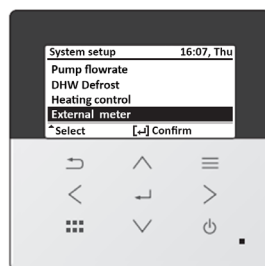 System setup 16:07, Thu
Pump flowrate
DHW Defrost
Heating control
External meter
Select [↵] Confirm